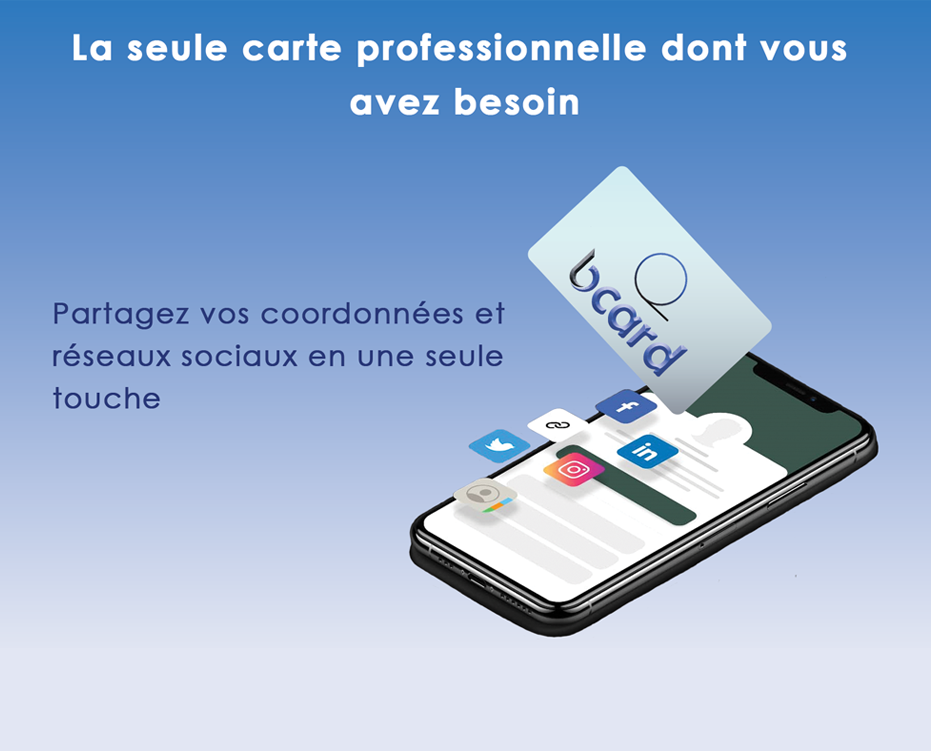 La seule carte professionnelle dont vous
avez besoin
Partagez vos coordonnées et
réseaux sociaux en une seule
touche
bcard